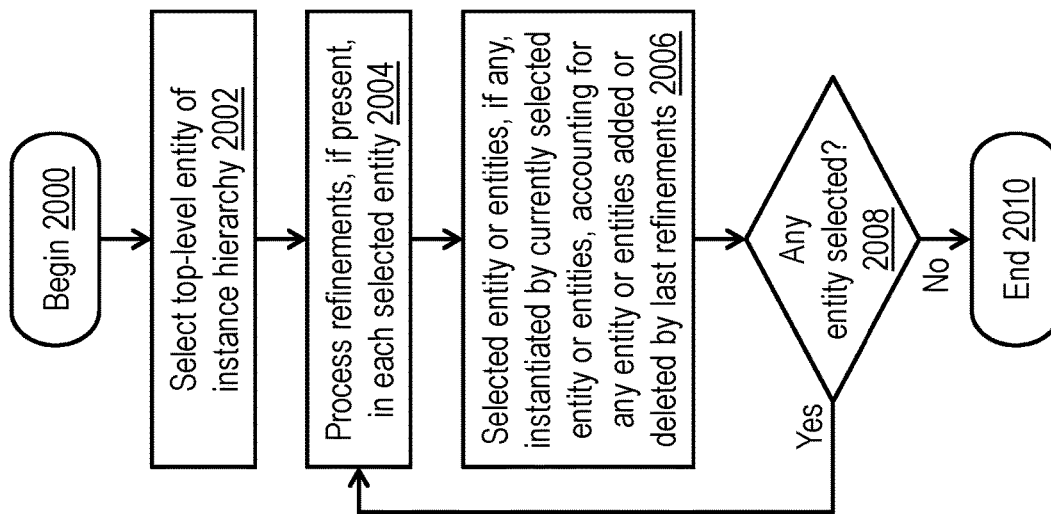 Begin 2000
Select top-level entity of
instance hierarchy 2002
Process refinements, if present,
in each selected entity 2004
Selected entity or entities, if any,
instantiated by currently selected
entity or entities, accounting for
any entity or entities added or
deleted by last refinements 2006
Any
entity selected?
2008
Yes
No
End 2010